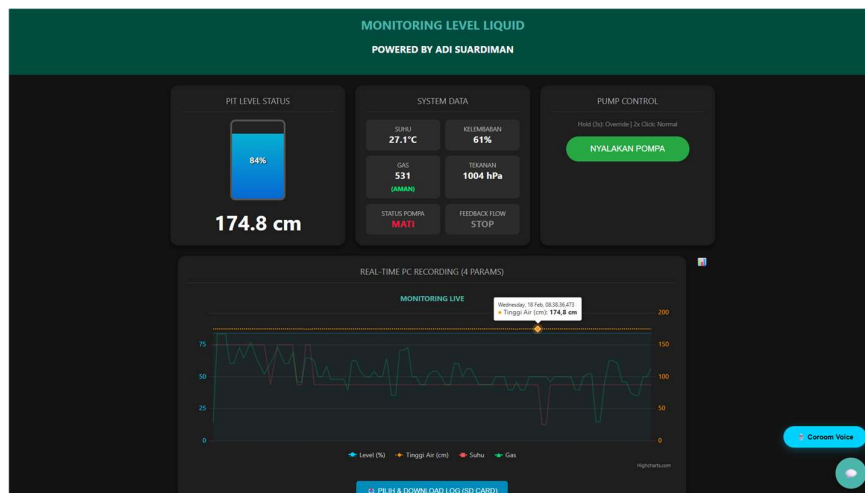 MONITORING LEVEL LIQUID
POWERED BY ADI SUARDIMAN
PIT LEVEL STATUS
84%
174.8 cm
SYSTEM DATA
SUHU
27.1°C
KELEMBABAN
61%
GAS
531
(AMAN)
TEKANAN
1004 hPa
STATUS POMPA
MATI
FEEDBACK FLOW
STOP
PUMP CONTROL
Hold (3s): Override | 2x Click: Normal
NYALAKAN POMPA
REAL-TIME PC RECORDING (4 PARAMS)
MONITORING LIVE
Wednesday, 18 Feb, 08.38.36.473
Tinggi Air (cm): 174,8 cm
75
50
25
0
200
150
100
50
0
Level (%)
Tinggi Air (cm)
Suhu
Gas
Highcharts.com
PILIH & DOWNLOAD LOG (SD CARD)
Coroom Voice